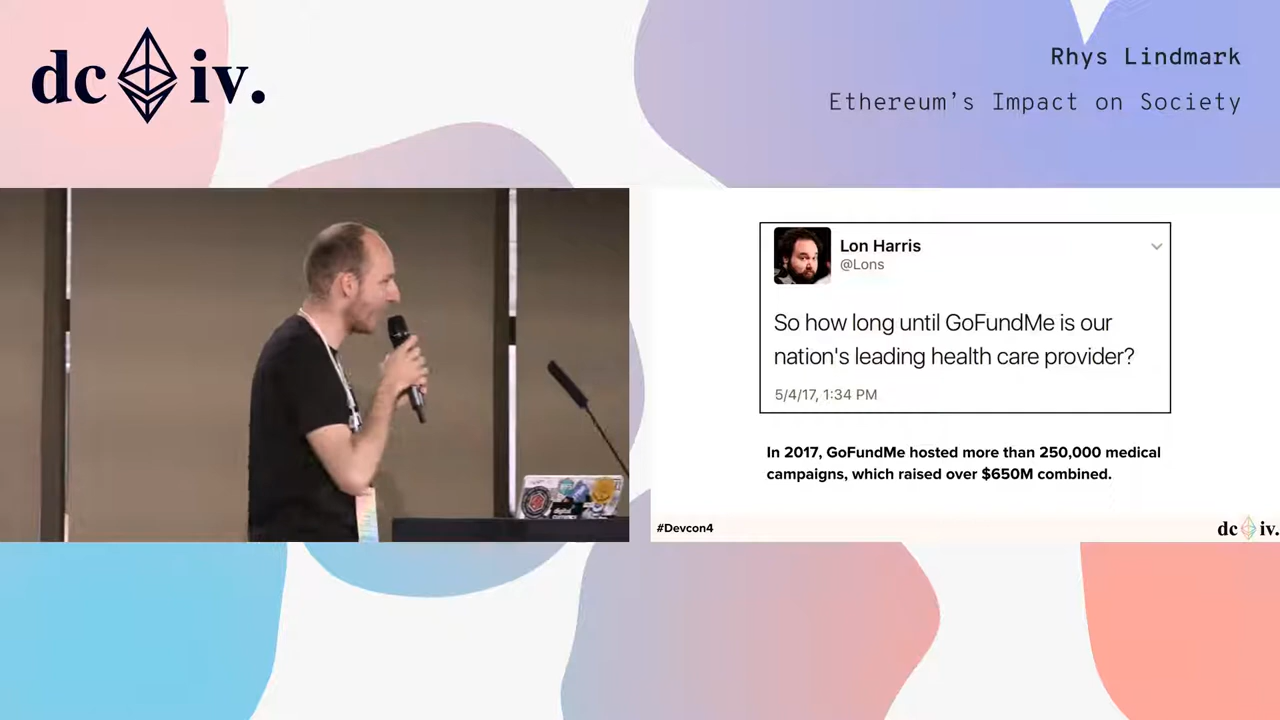 dc iv.
Rhys Lindmark
Ethereum’s Impact on Society
Lon Harris
@Lons
So how long until GoFundMe is our
nation's leading health care provider?
5/4/17, 1:34 PM
In 2017, GoFundMe hosted more than 250,000 medical
campaigns, which raised over $650M combined.
#Devcon4
dc iv.